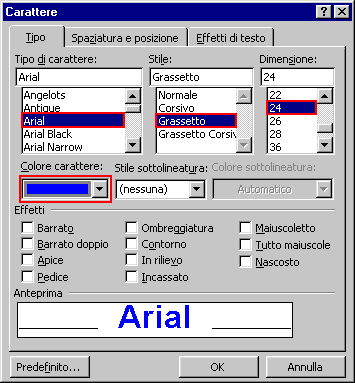 Carattere
Tipo Spaziatura e posizione Effetti di testo
Tipo di carattere: Stile: Dimensione:
Arial Grassetto 24
Angelots Normale 22
Antique Corsivo 24
Arial Grassetto 26
Arial Black Grassetto Corsiv 28
Arial Narrow 36
Colore carattere: Stile sottolineatura: Colore sottolineatura:
(nessuna) Automatico
Effetti
Barrato Ombreggiatura Maiuscoletto
Barrato doppio Contorno Tutto maiuscole
Apice In rilievo Nascosto
Pedice Incassato
Anteprima
Arial
Predefinito... OK Annulla